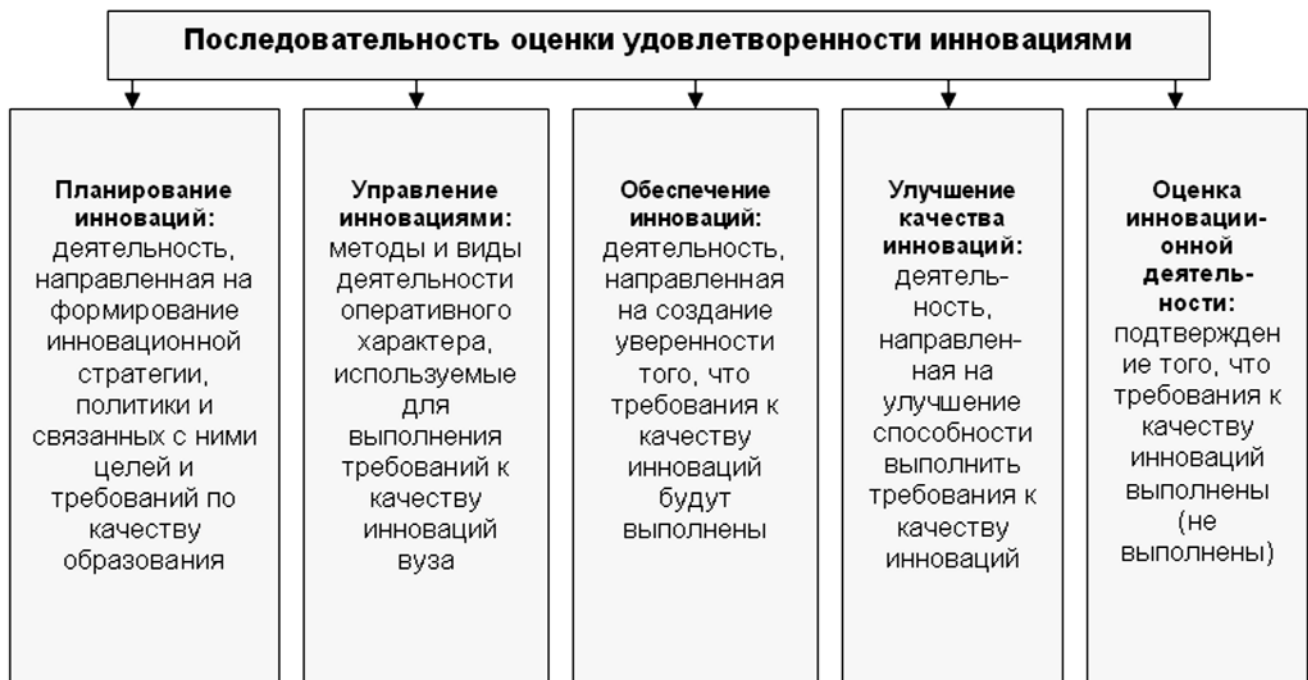 Последовательность оценки удовлетворенности инновациями
Планирование
инноваций:
деятельность,
направленная на
формирование
инновационной
стратегии,
политики и
связанных с ними
целей и
требований по
качеству
образования
Управление
инновациями:
методы и виды
деятельности
оперативного
характера,
используемые
для
выполнения
требований к
качеству
инноваций
вуза
Обеспечение
инноваций:
деятельность,
направленная
на создание
уверенности
того, что
требования к
качеству
инноваций
будут
выполнены
Улучшение
качества
инноваций:
деятель-
ность,
направлен-
ная на
улучшение
способности
выполнить
требования к
качеству
инноваций
Оценка
инновации-
онной
деятель-
ности:
подтвержден
ие того, что
требования к
качеству
инноваций
выполнены
(не
выполнены)